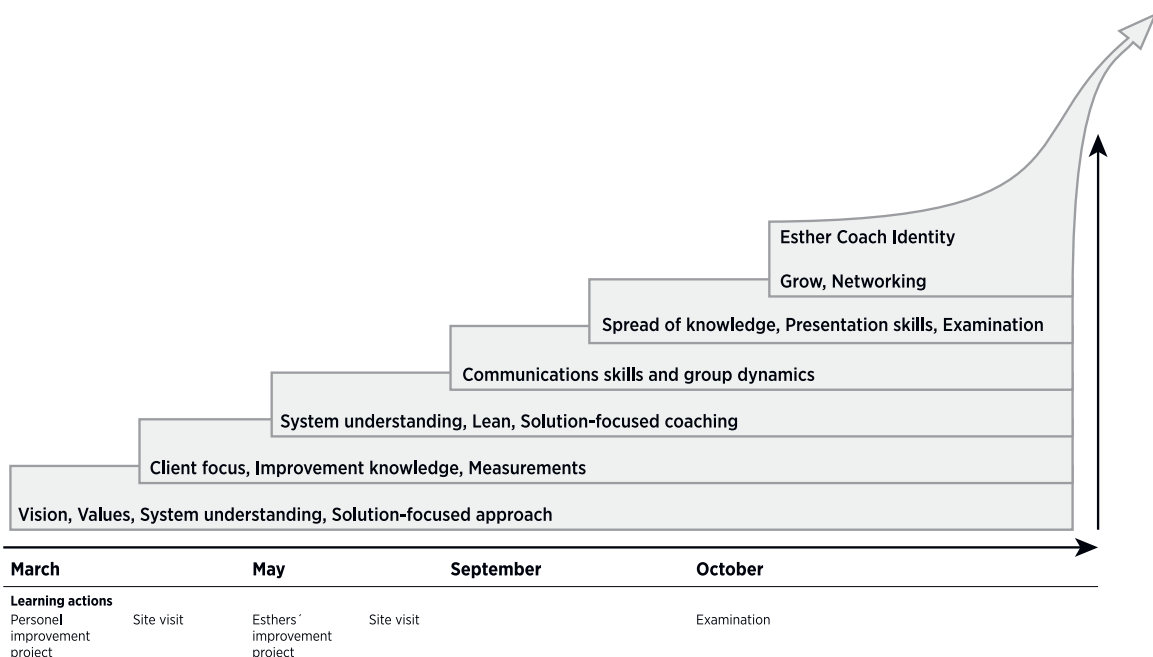 Esther Coach Identity
Grow, Networking
Spread of knowledge, Presentation skills, Examination
Communications skills and group dynamics
System understanding, Lean, Solution-focused coaching
Client focus, Improvement knowledge, Measurements
Vision, Values, System understanding, Solution-focused approach
March May September October
Learning actions
Personel improvement project
Site visit
Esthers´ improvement project
Site visit
Examination